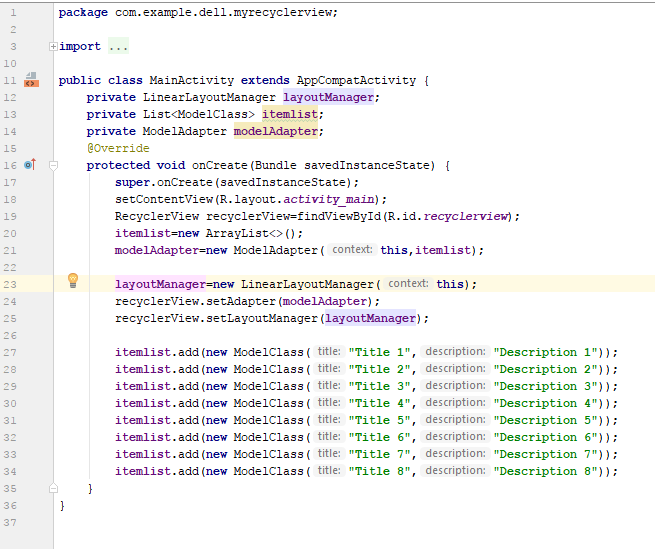 1 package com.example.dell.myrecyclerview;
2
3 import ...
10
11 public class MainActivity extends AppCompatActivity {
12 private LinearLayoutManager layoutManager;
13 private List<ModelClass> itemlist;
14 private ModelAdapter modelAdapter;
15 @Override
16 protected void onCreate(Bundle savedInstanceState) {
17 super.onCreate(savedInstanceState);
18 setContentView(R.layout.activity_main);
19 RecyclerView recyclerView=findViewById(R.id.recyclerview);
20 itemlist=new ArrayList<>();
21 modelAdapter=new ModelAdapter( context: this,itemlist);
22
23 layoutManager=new LinearLayoutManager( context: this);
24 recyclerView.setAdapter(modelAdapter);
25 recyclerView.setLayoutManager(layoutManager);
26
27 itemlist.add(new ModelClass( title: "Title 1", description: "Description 1"));
28 itemlist.add(new ModelClass( title: "Title 2", description: "Description 2"));
29 itemlist.add(new ModelClass( title: "Title 3", description: "Description 3"));
30 itemlist.add(new ModelClass( title: "Title 4", description: "Description 4"));
31 itemlist.add(new ModelClass( title: "Title 5", description: "Description 5"));
32 itemlist.add(new ModelClass( title: "Title 6", description: "Description 6"));
33 itemlist.add(new ModelClass( title: "Title 7", description: "Description 7"));
34 itemlist.add(new ModelClass( title: "Title 8", description: "Description 8"));
35 }
36 }
37